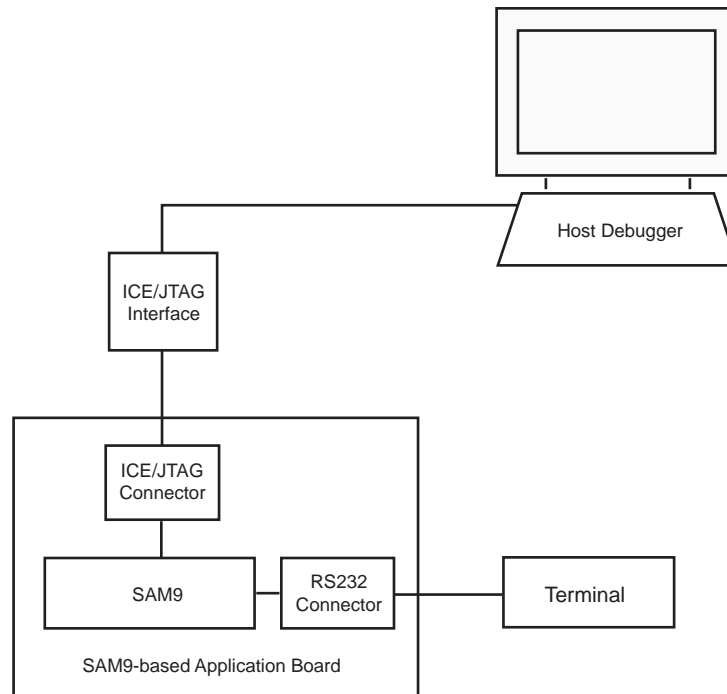 Host Debugger
ICE/JTAG
Interface
ICE/JTAG
Connector
SAM9
RS232
Connector
Terminal
SAM9-based Application Board